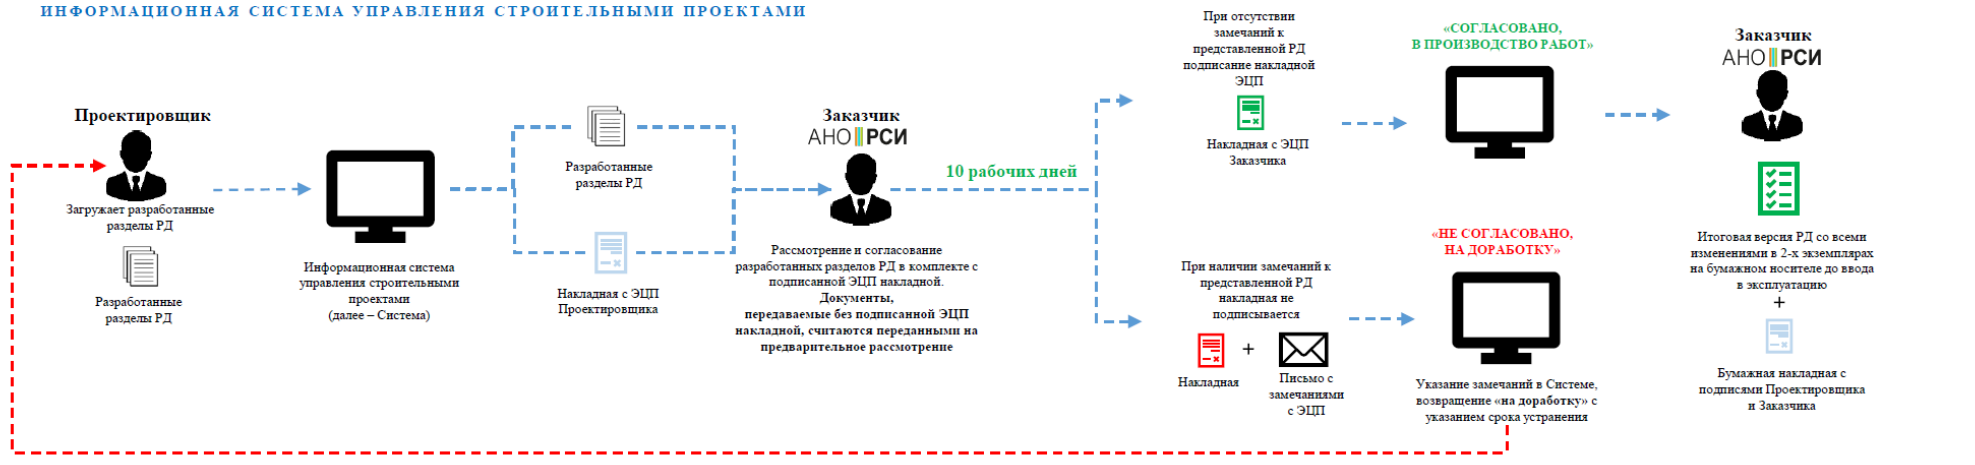 ИНФОРМАЦИОННАЯ СИСТЕМА УПРАВЛЕНИЯ СТРОИТЕЛЬНЫМИ ПРОЕКТАМИ
Проектировщик
Загружает разработанные
разделы РД
Разработанные
разделы РД
Информационная система
управления строительными
проектами
(далее – Система)
Разработанные
разделы РД
Накладная с ЭЦП
Проектировщика
Заказчик
АНО РСИ
Рассмотрение и согласование
разработанных разделов РД в комплекте с
подписанной ЭЦП накладной.
Документы,
передаваемые без подписанной ЭЦП
накладной, считаются переданными на
предварительное рассмотрение
10 рабочих дней
При отсутствии
замечаний к
представленной РД
подписание накладной
ЭЦП
Накладная с ЭЦП
Заказчика
«СОГЛАСОВАНО,
В ПРОИЗВОДСТВО РАБОТ»
Заказчик
АНО РСИ
Итоговая версия РД со всеми
изменениями в 2-х экземплярах
на бумажном носителе до ввода
в эксплуатацию
+
Бумажная накладная с
подписями Проектировщика
и Заказчика
При наличии замечаний к
представленной РД
накладная не
подписывается
+
Накладная
Письмо с
замечаниями
с ЭЦП
«НЕ СОГЛАСОВАНО,
НА ДОРАБОТКУ»
Указание замечаний в Системе,
возвращение «на доработку» с
указанием срока устранения